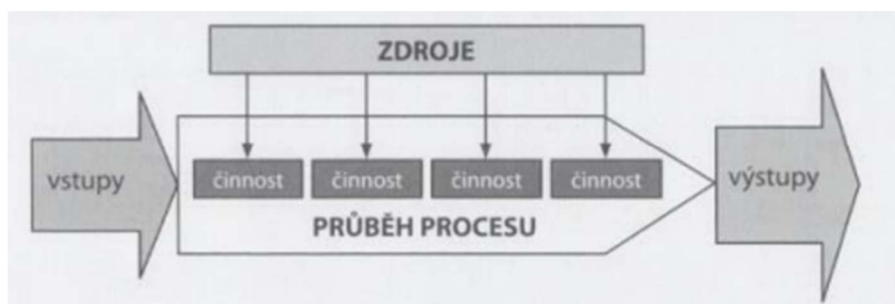 ZDROJE
vstupy
činnost
činnost
činnost
činnost
výstupy
PRŮBĚH PROCESU